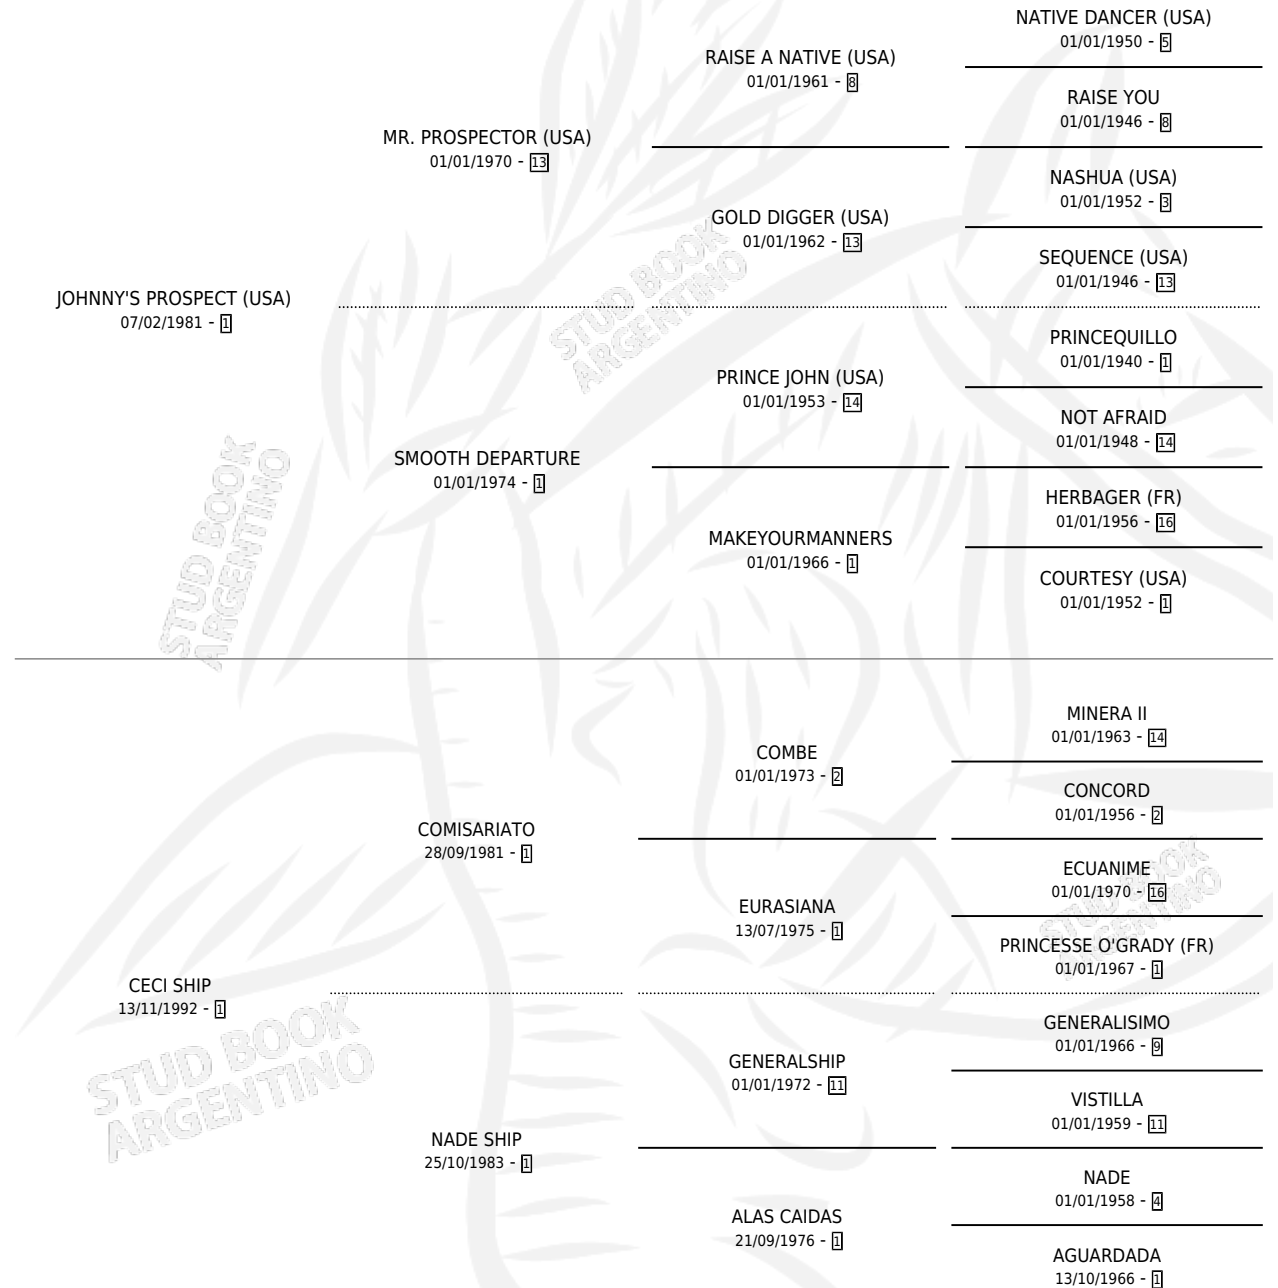 NATIVE DANCER (USA)
01/01/1950 - 5
RAISE A NATIVE (USA)
01/01/1961 - 8
RAISE YOU
01/01/1946 - 8
MR. PROSPECTOR (USA)
01/01/1970 - 13
NASHUA (USA)
01/01/1952 - 3
GOLD DIGGER (USA)
01/01/1962 - 13
SEQUENCE (USA)
01/01/1946 - 13
JOHNNY'S PROSPECT (USA)
07/02/1981 - 1
STUD BOOK
ARGENTINO
PRINCEQUILLO
01/01/1940 - 1
PRINCE JOHN (USA)
01/01/1953 - 14
NOT AFRAID
01/01/1948 - 14
SMOOTH DEPARTURE
01/01/1974 - 1
HERBAGER (FR)
01/01/1956 - 16
MAKEYOURMANNERS
01/01/1966 - 1
COURTESY (USA)
01/01/1952 - 1
STUD BOOK
ARGENTINO
MINERA II
01/01/1963 - 14
COMBE
01/01/1973 - 2
CONCORD
01/01/1956 - 2
COMISARIATO
28/09/1981 - 1
ECUANIME
01/01/1970 - 16
EURASIANA
13/07/1975 - 1
STUD BOOK
ARGENTINO
PRINCESSE O'GRADY (FR)
01/01/1967 - 1
CECI SHIP
13/11/1992 - 1
GENERALISIMO
01/01/1966 - 9
GENERALSHIP
01/01/1972 - 11
STUD BOOK
ARGENTINO
VISTILLA
01/01/1959 - 11
NADE SHIP
25/10/1983 - 1
NADE
01/01/1958 - 4
ALAS CAIDAS
21/09/1976 - 1
AGUARDADA
13/10/1966 - 1